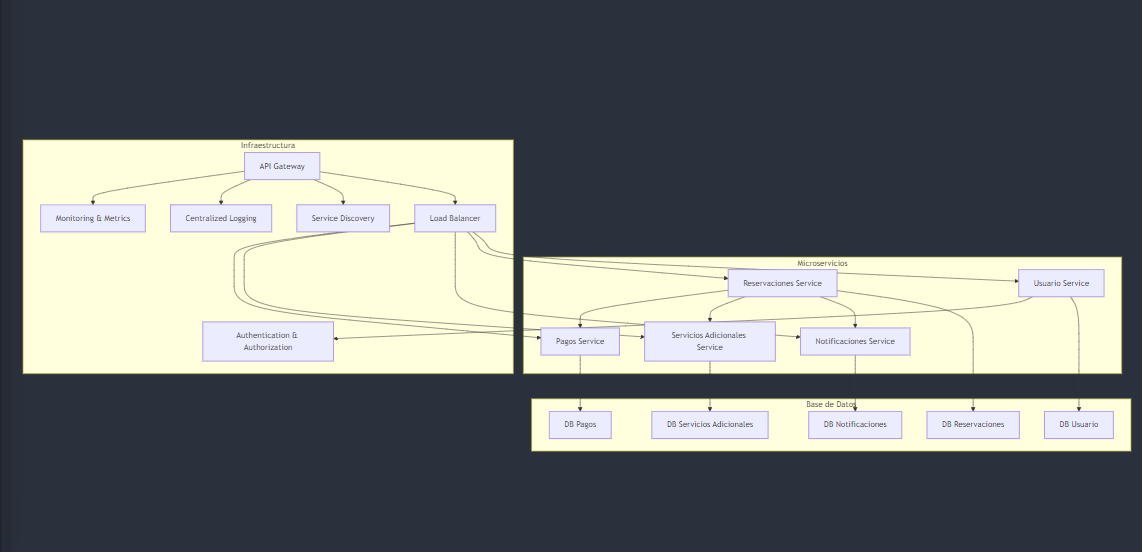 Infraestructura
API Gateway
Monitoring & Metrics
Centralized Logging
Service Discovery
Load Balancer
Authentication &
Authorization
Microservicios
Reservaciones Service
Usuario Service
Pagos Service
Servicios Adicionales
Service
Notificaciones Service
Base de Datos
DB Pagos
DB Servicios Adicionales
DB Notificaciones
DB Reservaciones
DB Usuario